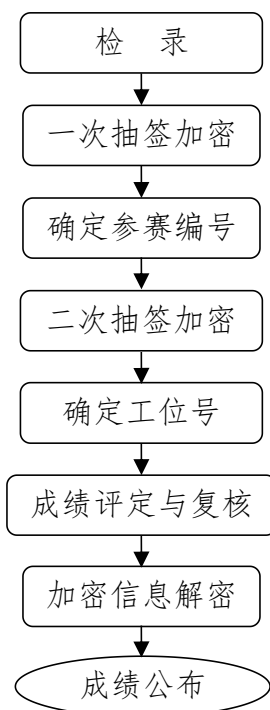 检 录
一次抽签加密
确定参赛编号
二次抽签加密
确定工位号
成绩评定与复核
加密信息解密
成绩公布